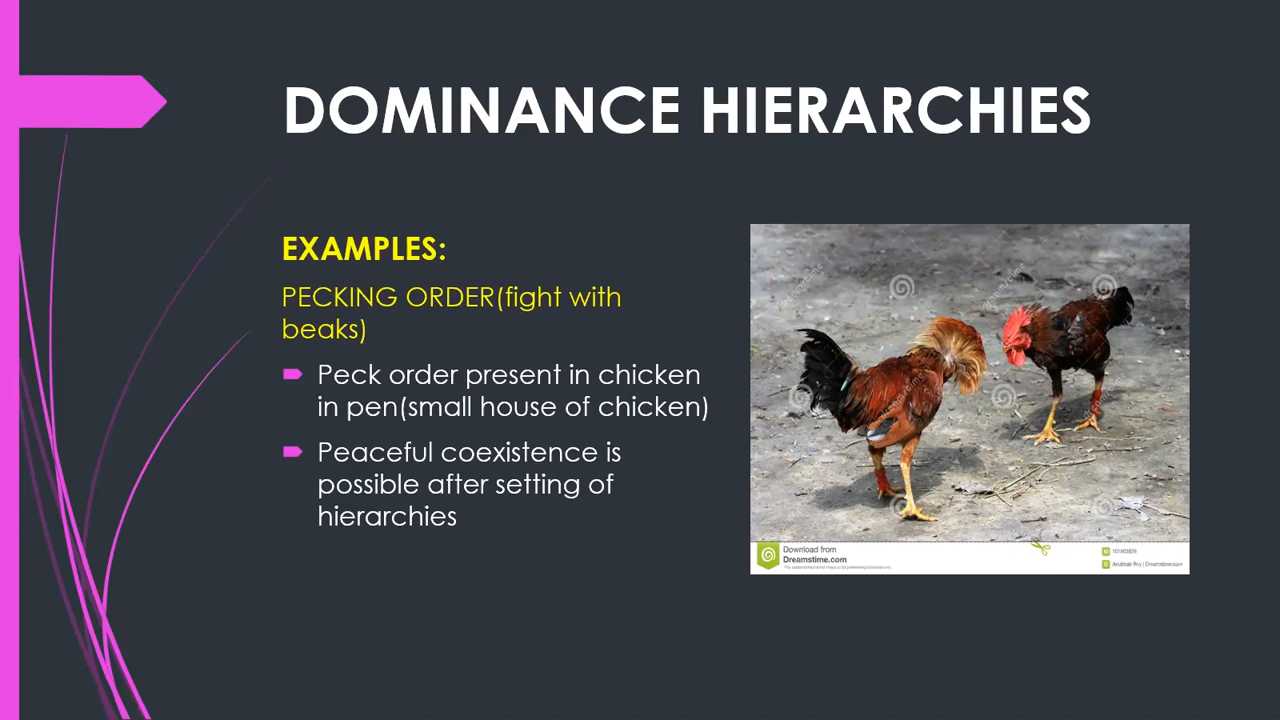 DOMINANCE HIERARCHIES
EXAMPLES:
PECKING ORDER(fight with
beaks)
Peck order present in chicken
in pen(small house of chicken)
Peaceful coexistence is
possible after setting of
hierarchies
Download from
Dreamstime.com